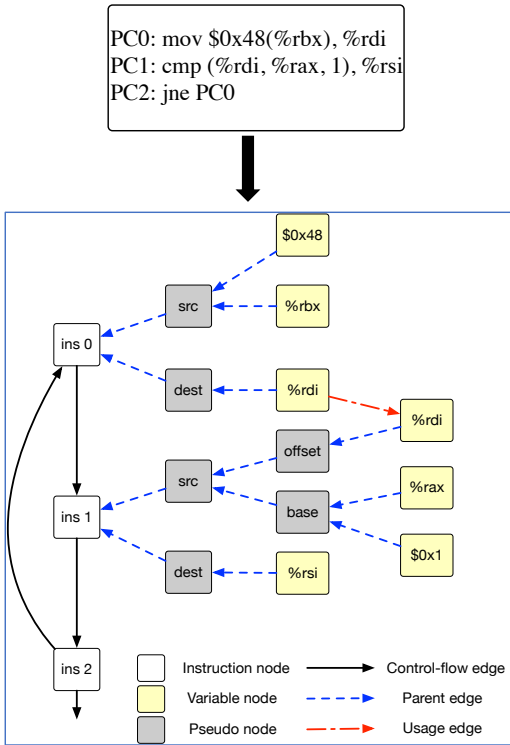 PC0: mov $0x48(%rbx), %rdi
PC1: cmp (%rdi, %rax, 1), %rsi
PC2: jne PC0
$0x48
src
%rbx
ins 0
dest
%rdi
%rdi
offset
src
%rax
base
ins 1
$0x1
dest
%rsi
ins 2
Instruction node
Control-flow edge
Variable node
Parent edge
Pseudo node
Usage edge